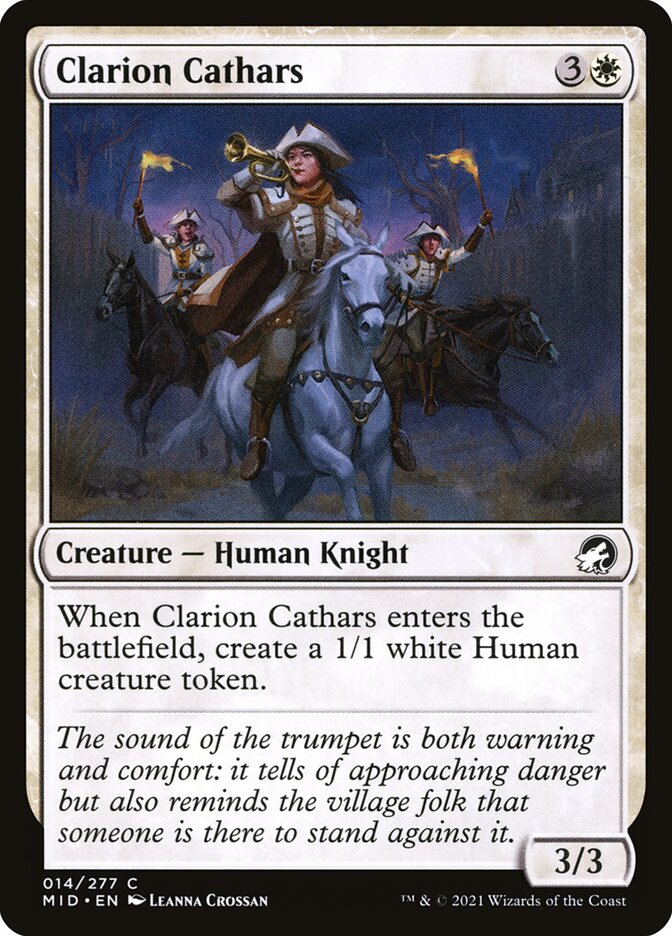 Clarion Cathars 3
Creature — Human Knight
When Clarion Cathars enters the
battlefield, create a 1/1 white Human
creature token.
The sound of the trumpet is both warning
and comfort: it tells of approaching danger
but also reminds the village folk that
someone is there to stand against it.
3/3
014/277 C
MID • EN Leanna Crossan ™ & © 2021 Wizards of the Coast